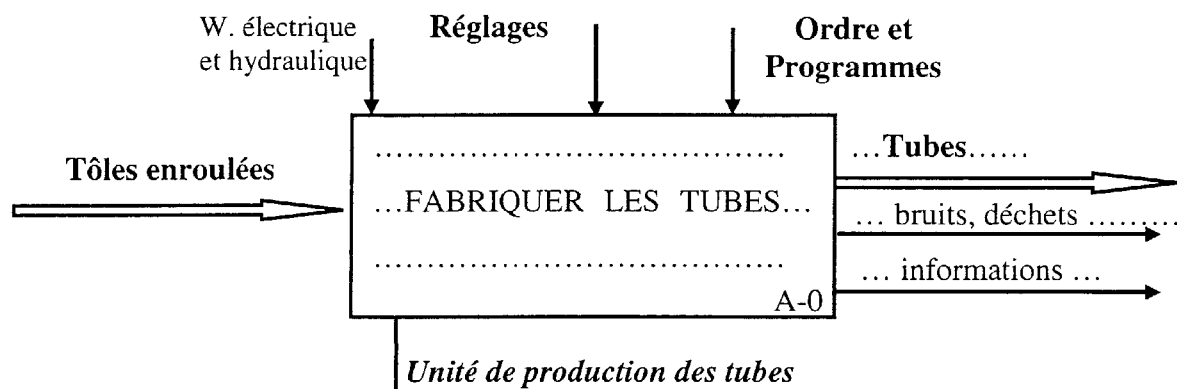 W. électrique
et hydraulique
Réglages
Ordre et
Programmes
Tôles enroulées
.......................................
...FABRIQUER LES TUBES...
.......................................
A-0
...Tubes......
... bruits, déchets .........
... informations ...
Unité de production des tubes